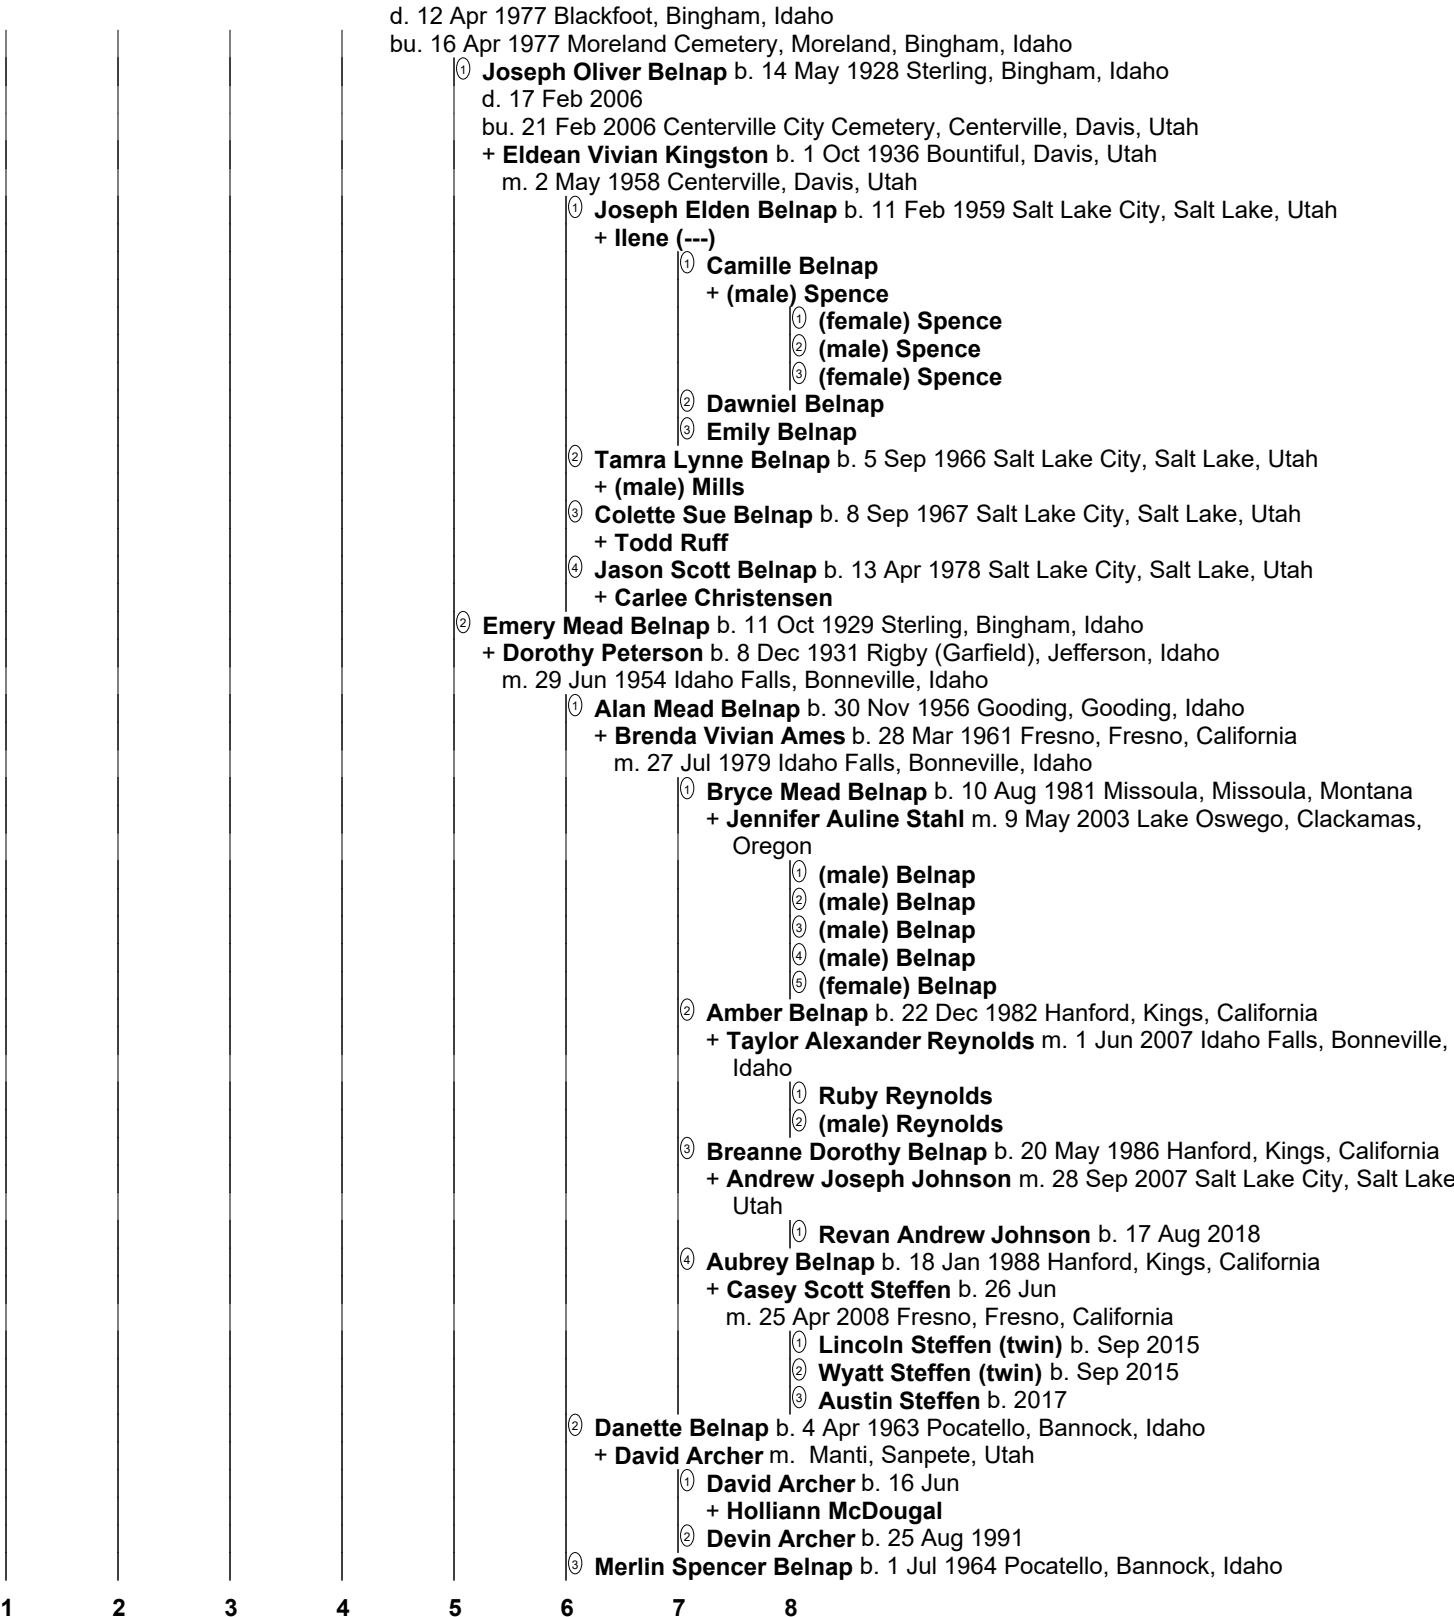 d. 12 Apr 1977 Blackfoot, Bingham, Idaho
bu. 16 Apr 1977 Moreland Cemetery, Moreland, Bingham, Idaho
① Joseph Oliver Belnap b. 14 May 1928 Sterling, Bingham, Idaho
d. 17 Feb 2006
bu. 21 Feb 2006 Centerville City Cemetery, Centerville, Davis, Utah
+ Eldean Vivian Kingston b. 1 Oct 1936 Bountiful, Davis, Utah
m. 2 May 1958 Centerville, Davis, Utah
① Joseph Elden Belnap b. 11 Feb 1959 Salt Lake City, Salt Lake, Utah
+ Ilene (---)
① Camille Belnap
+ (male) Spence
① (female) Spence
② (male) Spence
③ (female) Spence
② Dawniel Belnap
③ Emily Belnap
② Tamra Lynne Belnap b. 5 Sep 1966 Salt Lake City, Salt Lake, Utah
+ (male) Mills
③ Colette Sue Belnap b. 8 Sep 1967 Salt Lake City, Salt Lake, Utah
+ Todd Ruff
④ Jason Scott Belnap b. 13 Apr 1978 Salt Lake City, Salt Lake, Utah
+ Carlee Christensen
② Emery Mead Belnap b. 11 Oct 1929 Sterling, Bingham, Idaho
+ Dorothy Peterson b. 8 Dec 1931 Rigby (Garfield), Jefferson, Idaho
m. 29 Jun 1954 Idaho Falls, Bonneville, Idaho
① Alan Mead Belnap b. 30 Nov 1956 Gooding, Gooding, Idaho
+ Brenda Vivian Ames b. 28 Mar 1961 Fresno, Fresno, California
m. 27 Jul 1979 Idaho Falls, Bonneville, Idaho
① Bryce Mead Belnap b. 10 Aug 1981 Missoula, Missoula, Montana
+ Jennifer Auline Stahl m. 9 May 2003 Lake Oswego, Clackamas,
Oregon
① (male) Belnap
② (male) Belnap
③ (male) Belnap
④ (male) Belnap
⑤ (female) Belnap
② Amber Belnap b. 22 Dec 1982 Hanford, Kings, California
+ Taylor Alexander Reynolds m. 1 Jun 2007 Idaho Falls, Bonneville,
Idaho
① Ruby Reynolds
② (male) Reynolds
③ Breanne Dorothy Belnap b. 20 May 1986 Hanford, Kings, California
+ Andrew Joseph Johnson m. 28 Sep 2007 Salt Lake City, Salt Lake
Utah
① Revan Andrew Johnson b. 17 Aug 2018
④ Aubrey Belnap b. 18 Jan 1988 Hanford, Kings, California
+ Casey Scott Steffen b. 26 Jun
m. 25 Apr 2008 Fresno, Fresno, California
① Lincoln Steffen (twin) b. Sep 2015
② Wyatt Steffen (twin) b. Sep 2015
③ Austin Steffen b. 2017
② Danette Belnap b. 4 Apr 1963 Pocatello, Bannock, Idaho
+ David Archer m. Manti, Sanpete, Utah
① David Archer b. 16 Jun
+ Holliann McDougal
② Devin Archer b. 25 Aug 1991
③ Merlin Spencer Belnap b. 1 Jul 1964 Pocatello, Bannock, Idaho
1 2 3 4 5 6 7 8